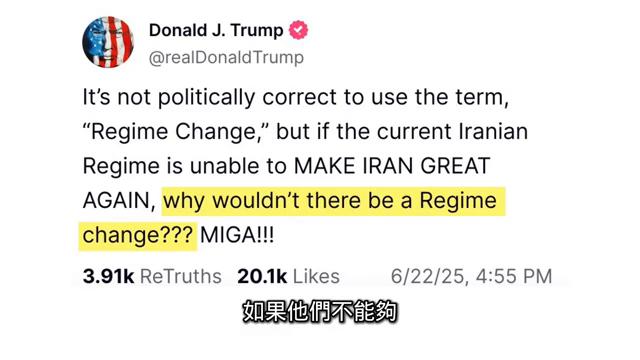 Donald J. Trump
@realDonaldTrump
It’s not politically correct to use the term,
“Regime Change,” but if the current Iranian
Regime is unable to MAKE IRAN GREAT
AGAIN, why wouldn’t there be a Regime
change??? MIGA!!!
3.91k ReTruths 20.1k Likes 6/22/25, 4:55 PM
如果他們不能夠